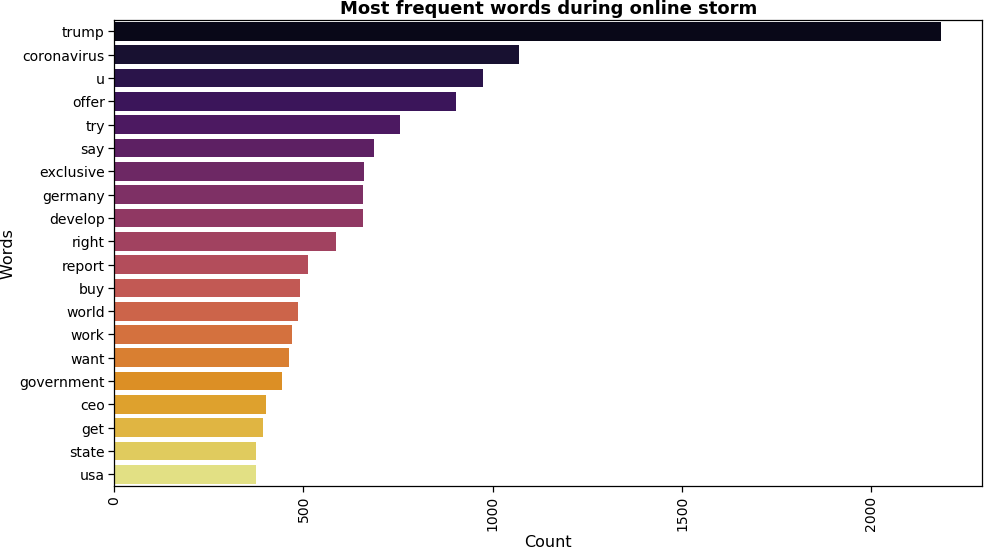 Most frequent words during online storm
Words
trump
coronavirus
u
offer
try
say
exclusive
germany
develop
right
report
buy
world
work
want
government
ceo
get
state
usa
0
500
1000
1500
2000
Count